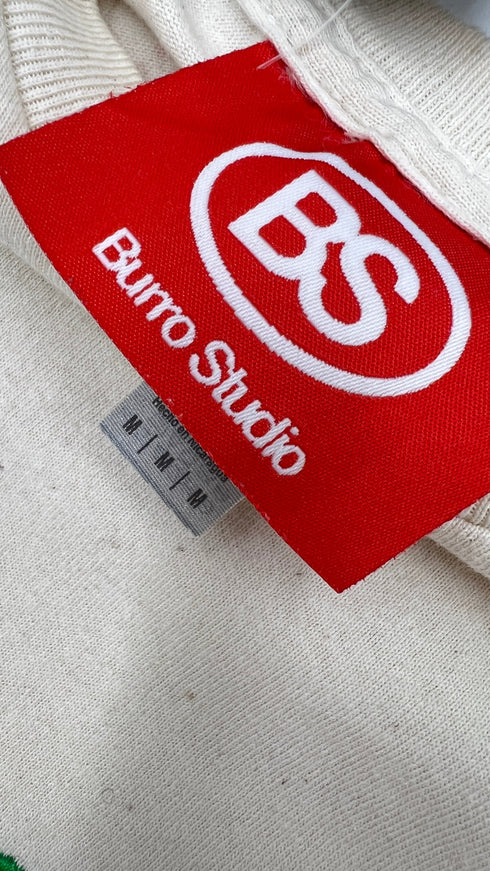 BS
Burro Studio
Hecho en Nicaragua
M | M | M